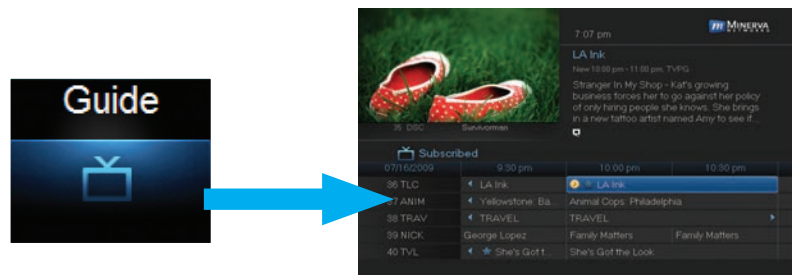 Guide
7:07 pm
MINERVA
NETWORKS
LA Ink
New 10:00 pm - 11:00 pm, TVPG
Stranger In My Shop - Kat's growing
business forces her to go against her policy
of only hiring people she knows. She brings
in a new tattoo artist named Amy to see if...
35 DSC Survivorman
Subscribed
07/16/2009 9:30 pm 10:00 pm 10:30 pm
36 TLC LA Ink LA Ink
37 ANIM Yellowstone: Ba... Animal Cops: Philadelphia
38 TRAV TRAVEL TRAVEL
39 NICK George Lopez Family Matters Family Matters
40 TVL She's Got t... She's Got the Look